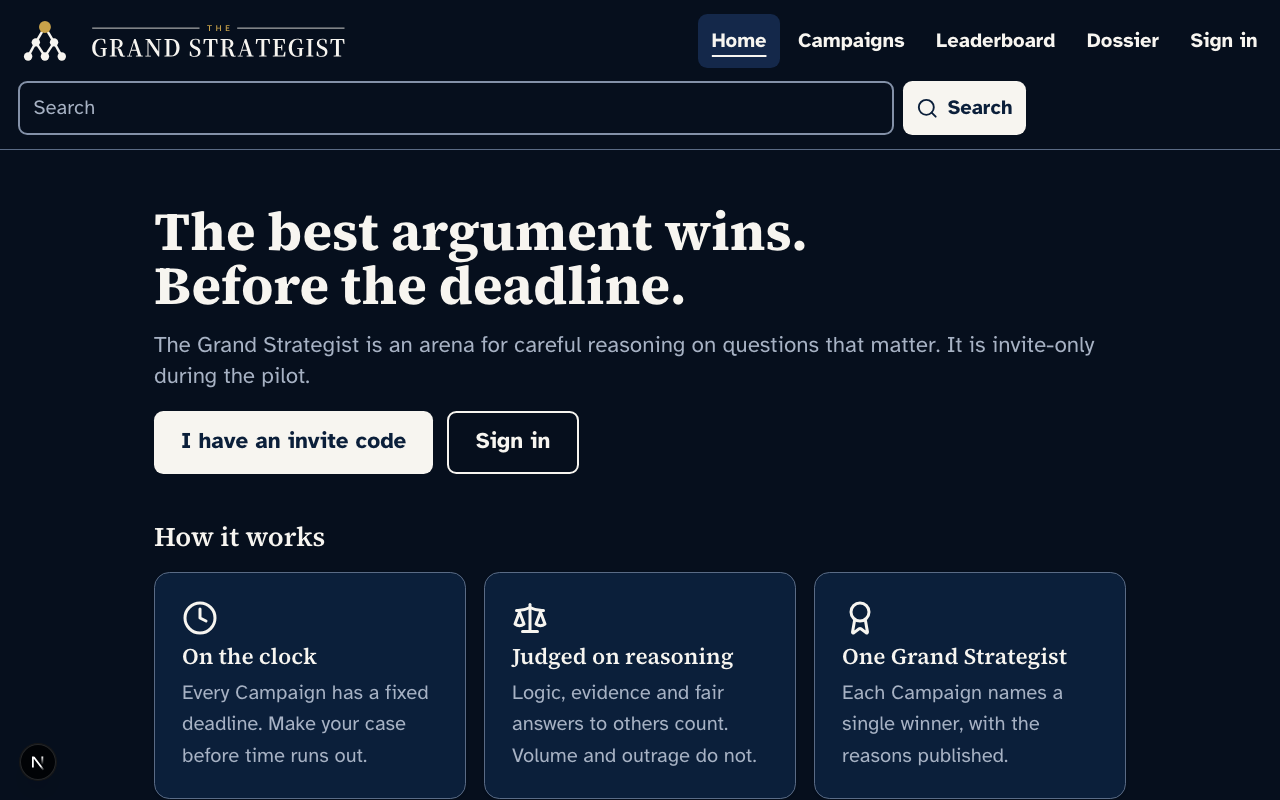 THE
GRAND STRATEGIST
Home
Campaigns
Leaderboard
Dossier
Sign in
Search
Search
The best argument wins.
Before the deadline.
The Grand Strategist is an arena for careful reasoning on questions that matter. It is invite-only
during the pilot.
I have an invite code
Sign in
How it works
On the clock
Every Campaign has a fixed
deadline. Make your case
before time runs out.
Judged on reasoning
Logic, evidence and fair
answers to others count.
Volume and outrage do not.
One Grand Strategist
Each Campaign names a
single winner, with the
reasons published.
N